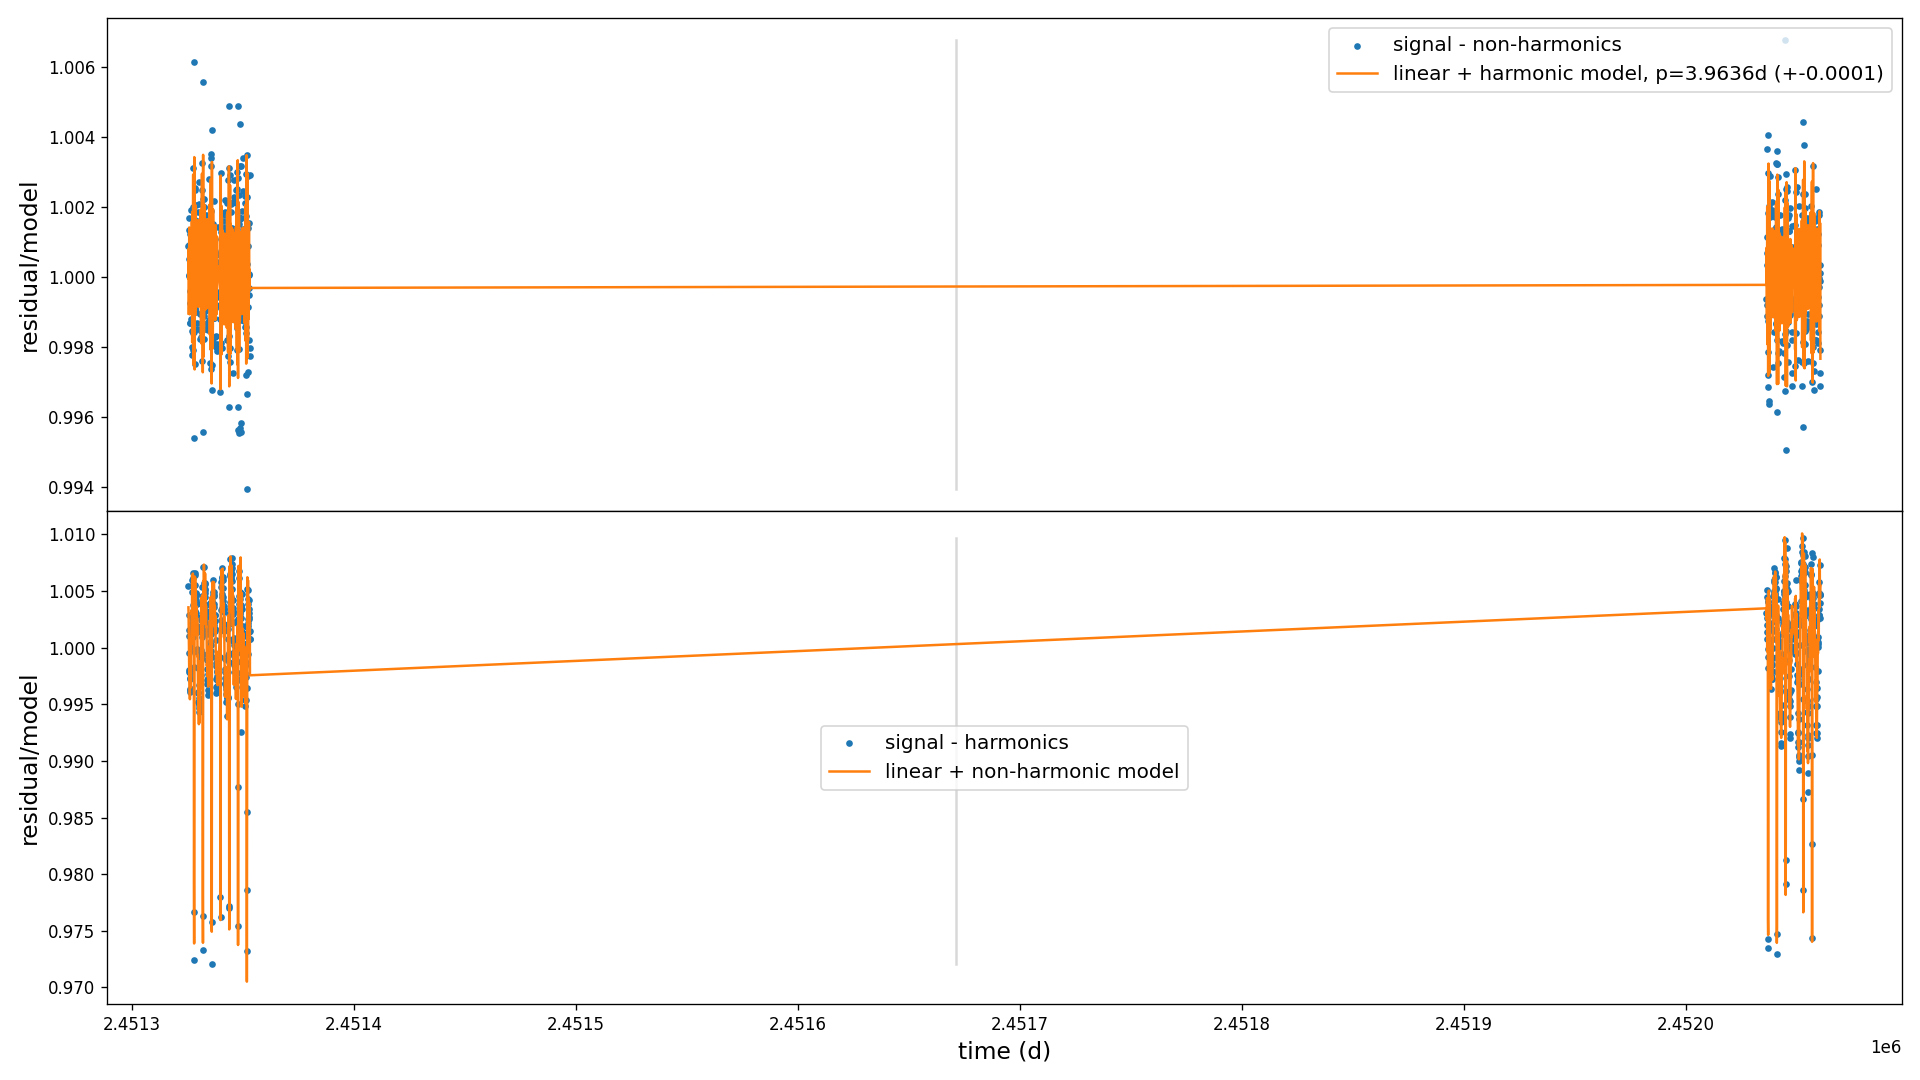 signal - non-harmonics
linear + harmonic model, p=3.9636d (+-0.0001)
residual/model
1.006
1.004
1.002
1.000
0.998
0.996
0.994
residual/model
1.010
1.005
1.000
0.995
0.990
0.985
0.980
0.975
0.970
signal - harmonics
linear + non-harmonic model
2.4513 2.4514 2.4515 2.4516 2.4517 2.4518 2.4519 2.4520
time (d)
1e6